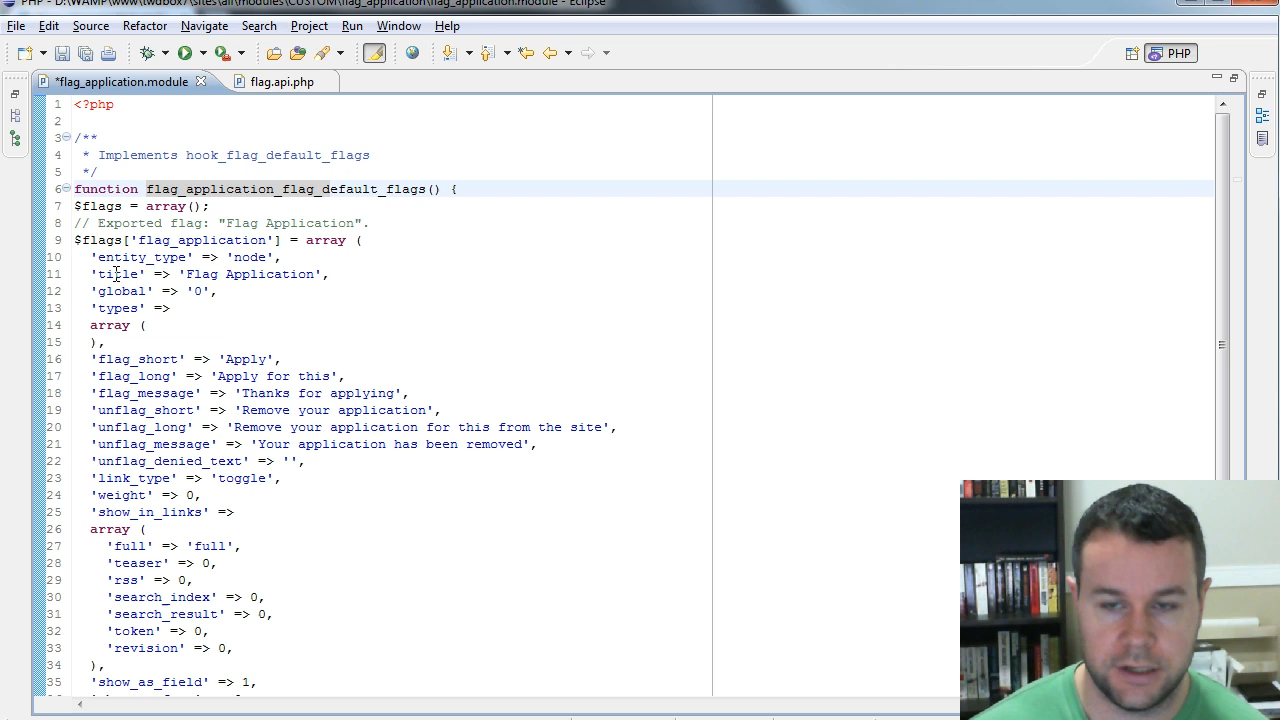 PHP - D:\WAMP\www\twdbox7\sites\all\modules\CUSTOM\flag_application\flag_application.module - Eclipse
File Edit Source Refactor Navigate Search Project Run Window Help
PHP
*flag_application.module flag.api.php
1 <?php
2
3 /**
4 * Implements hook_flag_default_flags
5 */
6 function flag_application_flag_default_flags() {
7 $flags = array();
8 // Exported flag: "Flag Application".
9 $flags['flag_application'] = array (
10 'entity_type' => 'node',
11 'title' => 'Flag Application',
12 'global' => '0',
13 'types' =>
14 array (
15 ),
16 'flag_short' => 'Apply',
17 'flag_long' => 'Apply for this',
18 'flag_message' => 'Thanks for applying',
19 'unflag_short' => 'Remove your application',
20 'unflag_long' => 'Remove your application for this from the site',
21 'unflag_message' => 'Your application has been removed',
22 'unflag_denied_text' => '',
23 'link_type' => 'toggle',
24 'weight' => 0,
25 'show_in_links' =>
26 array (
27 'full' => 'full',
28 'teaser' => 0,
29 'rss' => 0,
30 'search_index' => 0,
31 'search_result' => 0,
32 'token' => 0,
33 'revision' => 0,
34 ),
35 'show_as_field' => 1,